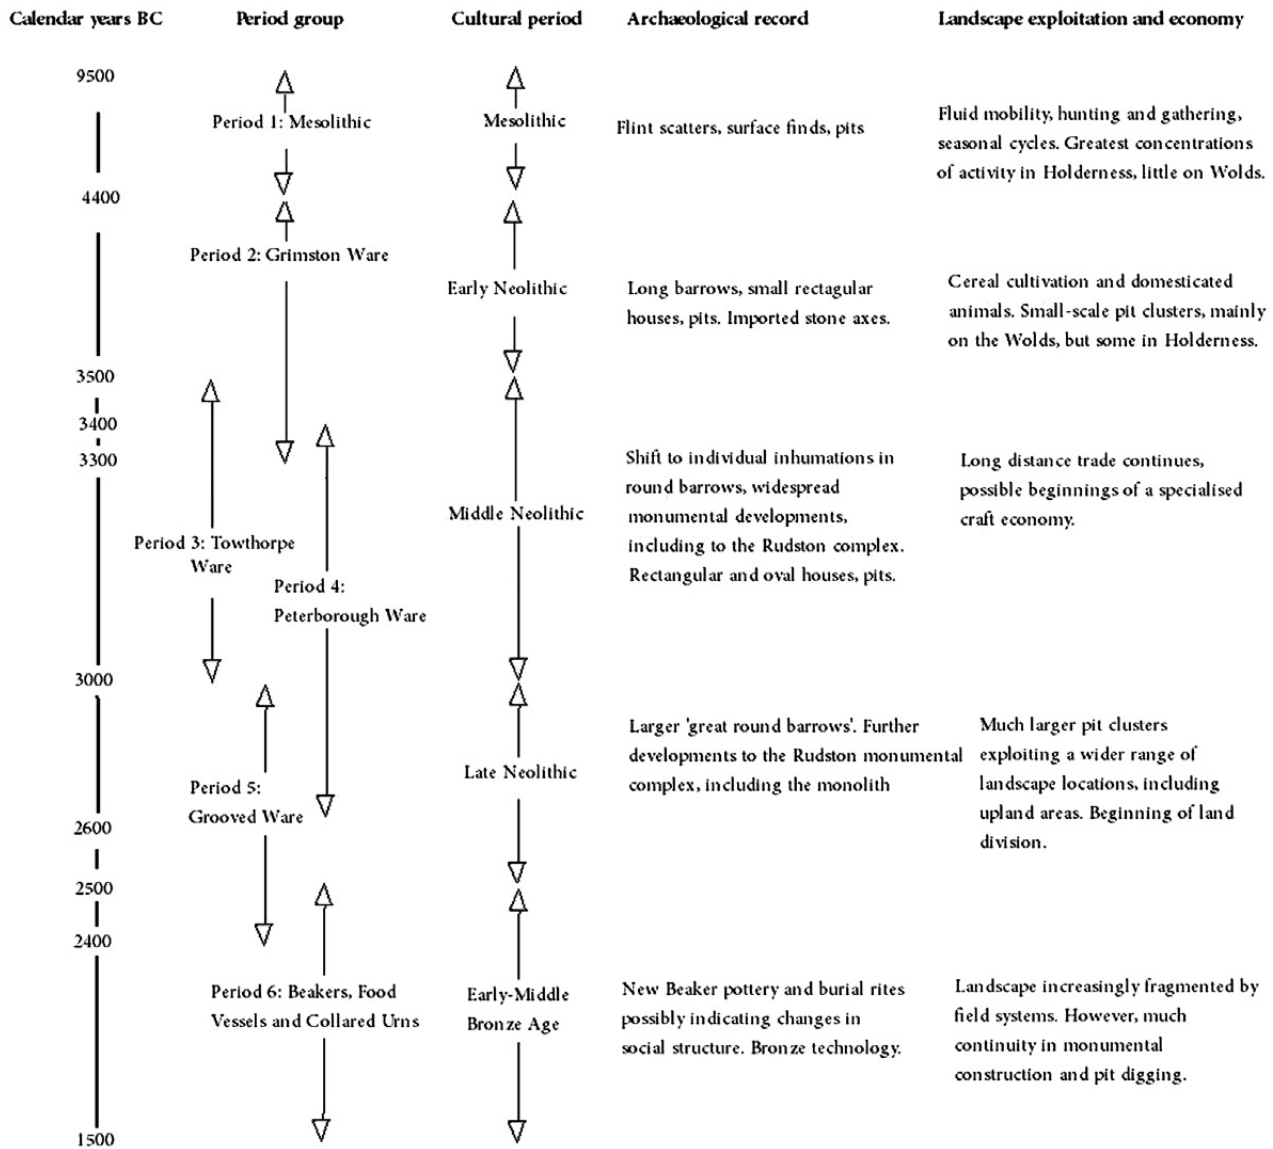 Calendar years BC
Period group
Cultural period
Archaeological record
Landscape exploitation and economy
9500
Period 1: Mesolithic
Mesolithic
Flint scatters, surface finds, pits
Fluid mobility, hunting and gathering,
seasonal cycles. Greatest concentrations
of activity in Holderness, little on Wolds.
4400
Period 2: Grimston Ware
Early Neolithic
Long barrows, small rectagular
houses, pits. Imported stone axes.
Cereal cultivation and domesticated
animals. Small-scale pit clusters, mainly
on the Wolds, but some in Holderness.
3500
3400
3300
Period 3: Towthorpe
Ware
Period 4:
Peterborough Ware
Middle Neolithic
Shift to individual inhumations in
round barrows, widespread
monumental developments,
including to the Rudston complex.
Rectangular and oval houses, pits.
Long distance trade continues,
possible beginnings of a specialised
craft economy.
3000
Period 5:
Grooved Ware
Late Neolithic
Larger 'great round barrows'. Further
developments to the Rudston monumental
complex, including the monolith
Much larger pit clusters
exploiting a wider range of
landscape locations, including
upland areas. Beginning of land
division.
2600
2500
2400
Period 6: Beakers, Food
Vessels and Collared Urns
Early-Middle
Bronze Age
New Beaker pottery and burial rites
possibly indicating changes in
social structure. Bronze technology.
Landscape increasingly fragmented by
field systems. However, much
continuity in monumental
construction and pit digging.
1500